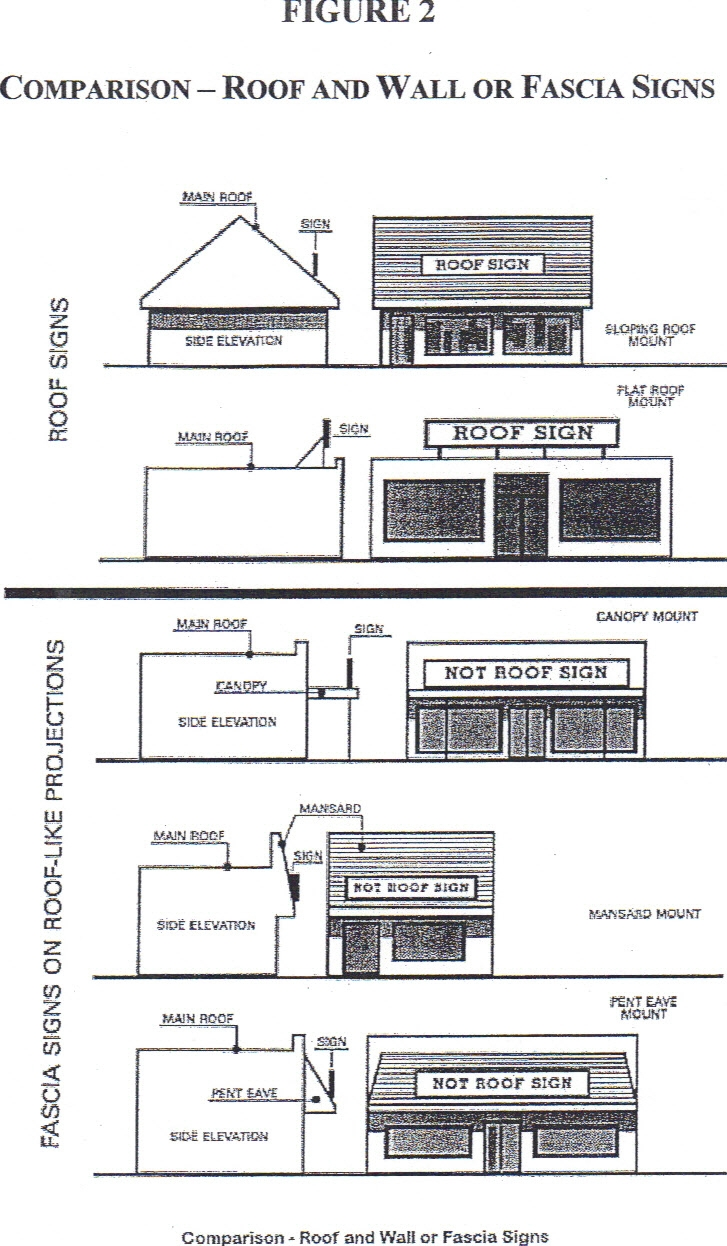 FIGURE 2
COMPARISON – ROOF AND WALL OR FASCIA SIGNS
ROOF SIGNS
MAIN ROOF
SIGN
ROOF SIGN
SIDE ELEVATION
SLOPING ROOF
MOUNT
FLAT ROOF
MOUNT
MAIN ROOF
SIGN
ROOF SIGN
FASCIA SIGNS ON ROOF-LIKE PROJECTIONS
CANOPY MOUNT
MAIN ROOF
SIGN
NOT ROOF SIGN
CANOPY
SIDE ELEVATION
MANSARD
MAIN ROOF
SIGN
NOT ROOF SIGN
SIDE ELEVATION
MANSARD MOUNT
PENT EAVE
MOUNT
MAIN ROOF
SIGN
NOT ROOF SIGN
PENT EAVE
SIDE ELEVATION
Comparison - Roof and Wall or Fascia Signs